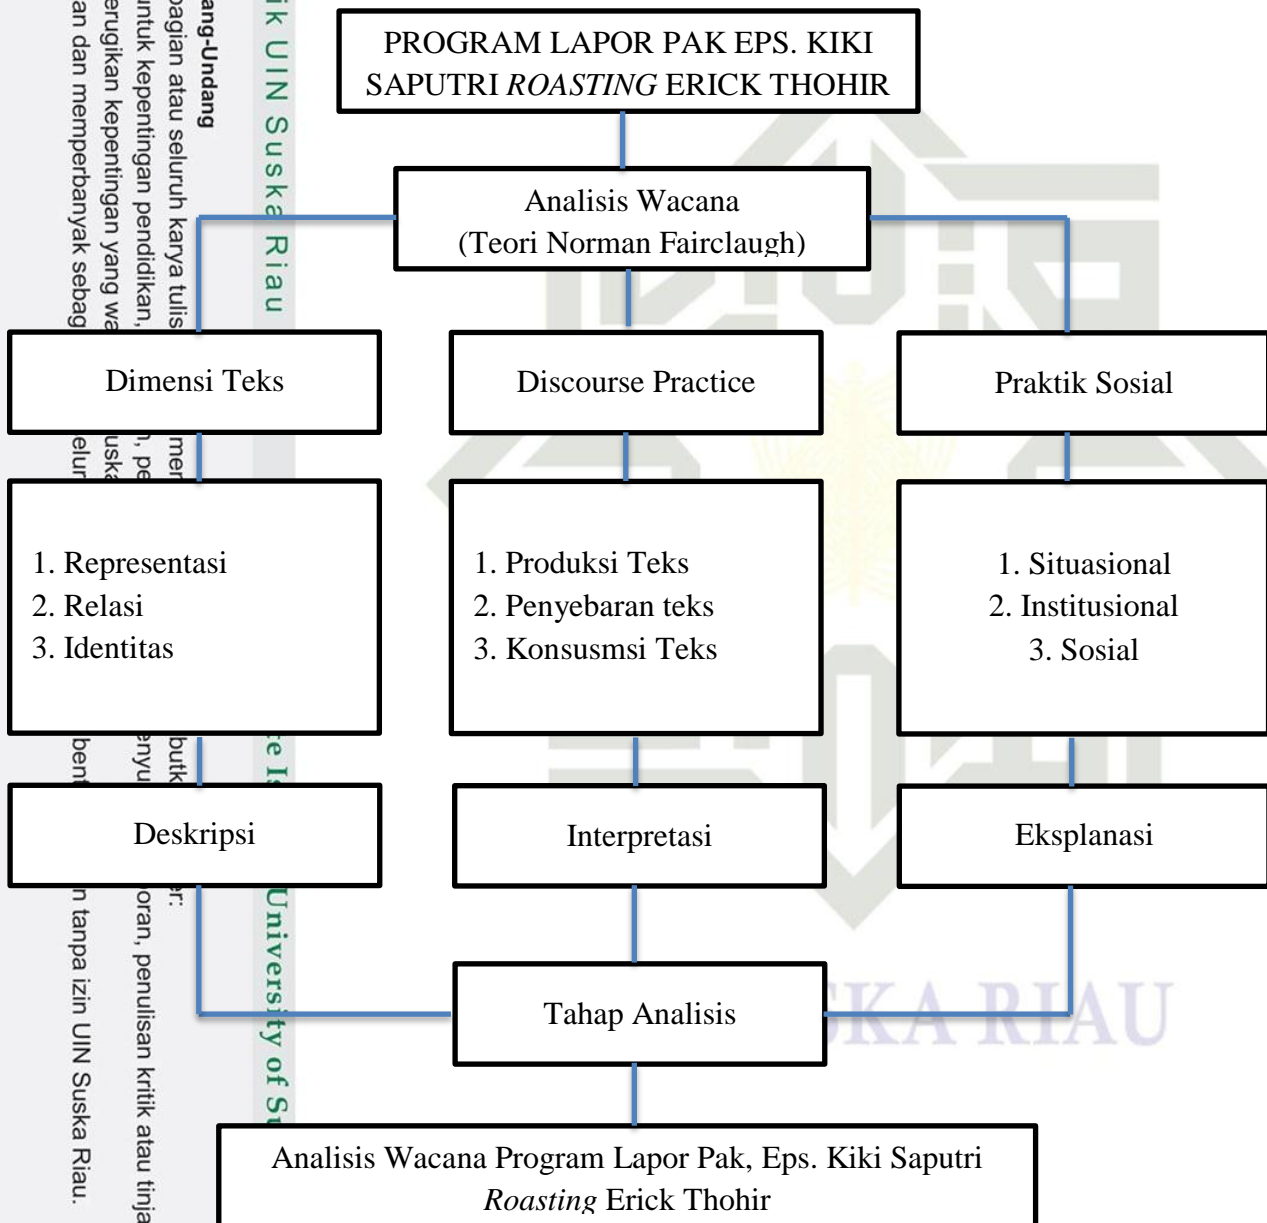 PROGRAM LAPOR PAK EPS. KIKI
SAPUTRI ROASTING ERICK THOHIR
Analisis Wacana
(Teori Norman Fairclaugh)
Dimensi Teks
Discourse Practice
Praktik Sosial
1. Representasi
2. Relasi
3. Identitas
1. Produksi Teks
2. Penyebaran teks
3. Konsusmsi Teks
1. Situasional
2. Institusional
3. Sosial
Deskripsi
Interpretasi
Eksplanasi
Tahap Analisis
Analisis Wacana Program Lapor Pak, Eps. Kiki Saputri
Roasting Erick Thohir
SKA RIAU
ik UIN Suska Riau
University of Su
ang-Undang
bagian atau seluruh karya tulis
untuk kepentingan pendidikan,
oran, penulisan kritik atau tinja
erugikan kepentingan yang wa
an dan memperbanyak sebag
n tanpa izin UIN Suska Riau.